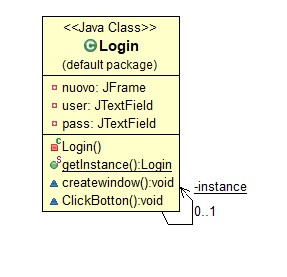 <<Java Class>>
Login
(default package)
nuovo: JFrame
user: JTextField
pass: JTextField
Login()
getInstance():Login
createwindow():void
ClickBotton():void
-instance
0..1